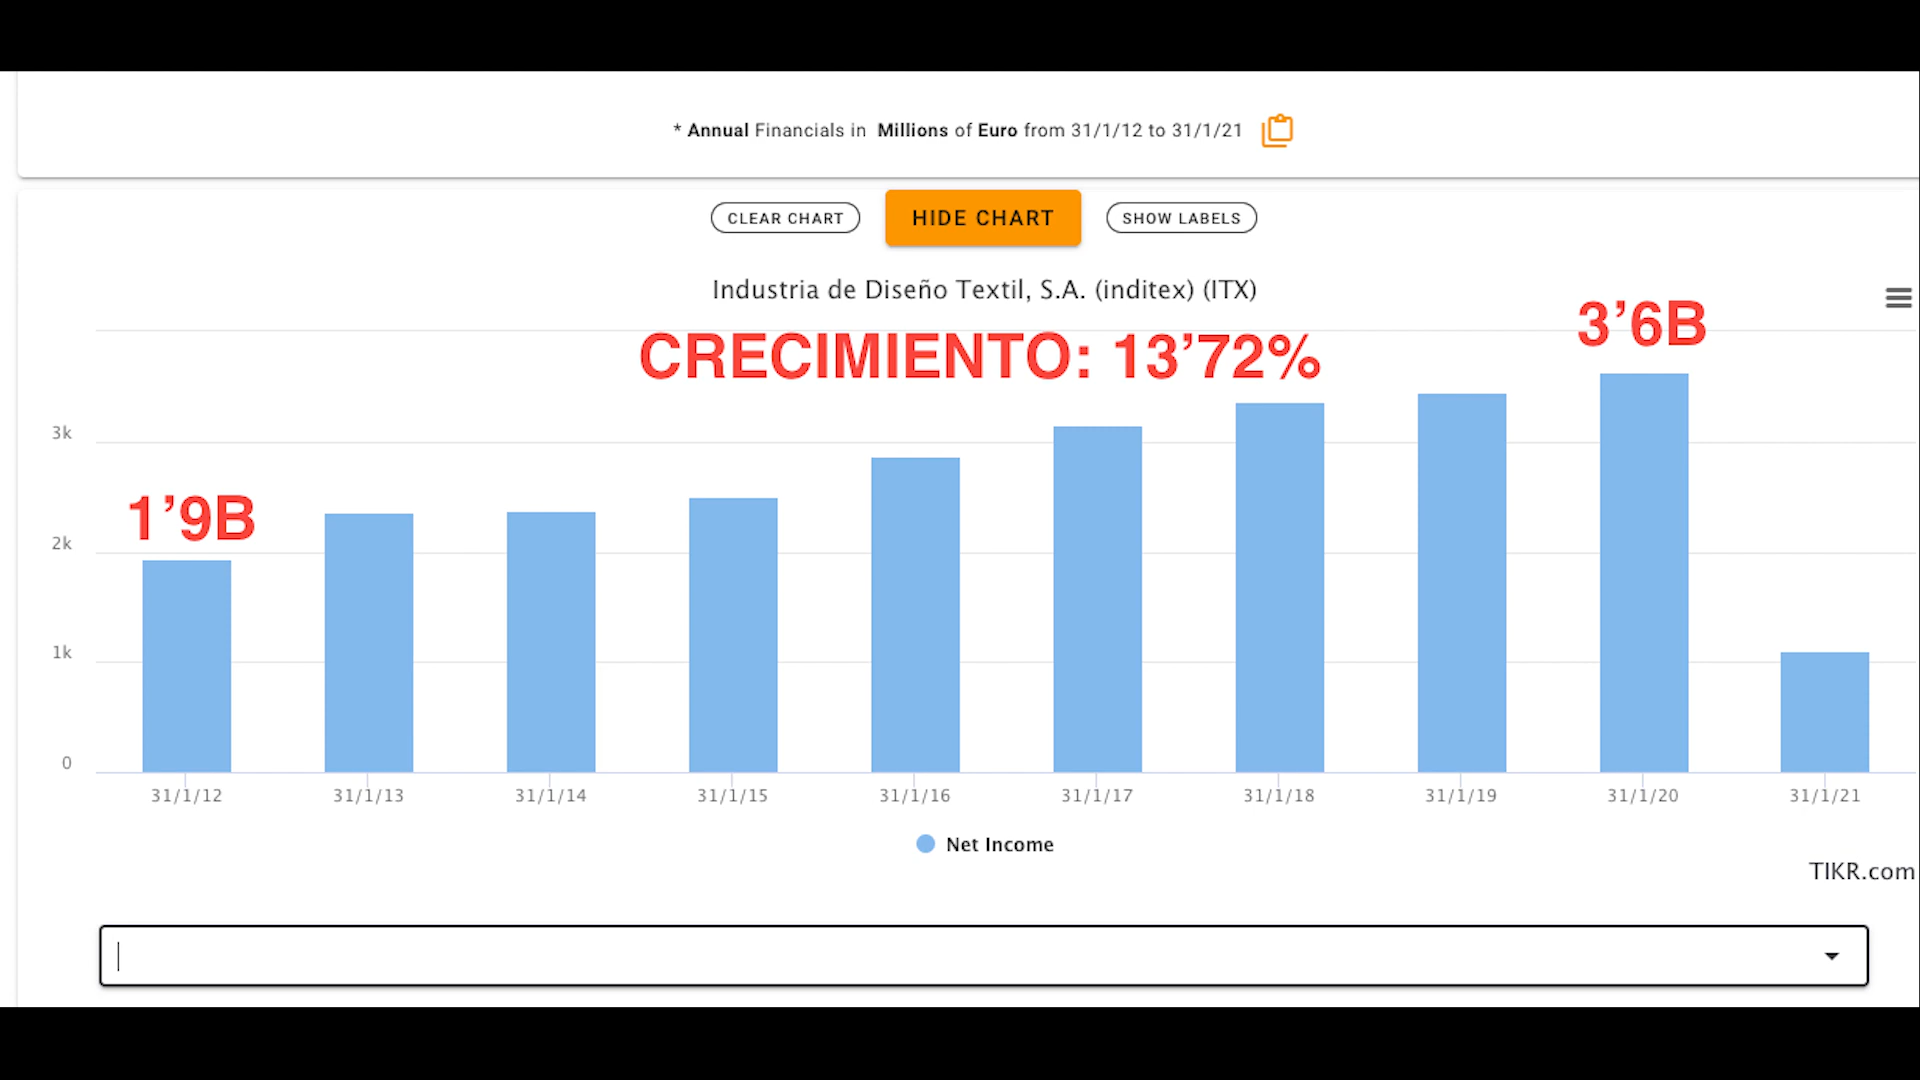 * Annual Financials in Millions of Euro from 31/1/12 to 31/1/21
CLEAR CHART
HIDE CHART
SHOW LABELS
Industria de Diseño Textil, S.A. (inditex) (ITX)
3’6B
CRECIMIENTO: 13’72%
1’9B
3k
2k
1k
0
31/1/12 31/1/13 31/1/14 31/1/15 31/1/16 31/1/17 31/1/18 31/1/19 31/1/20 31/1/21
Net Income
TIKR.com